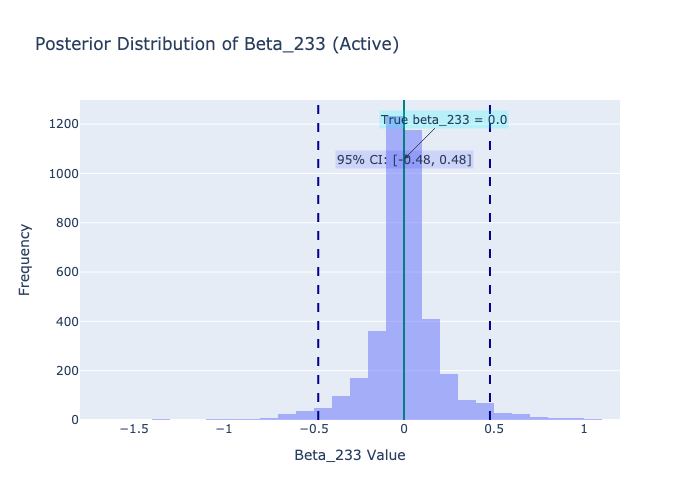 Posterior Distribution of Beta_233 (Active)
True beta_233 = 0.0
95% CI: [-0.48, 0.48]
1200
1000
800
600
400
200
0
Frequency
−1.5
−1
−0.5
0
0.5
1
Beta_233 Value